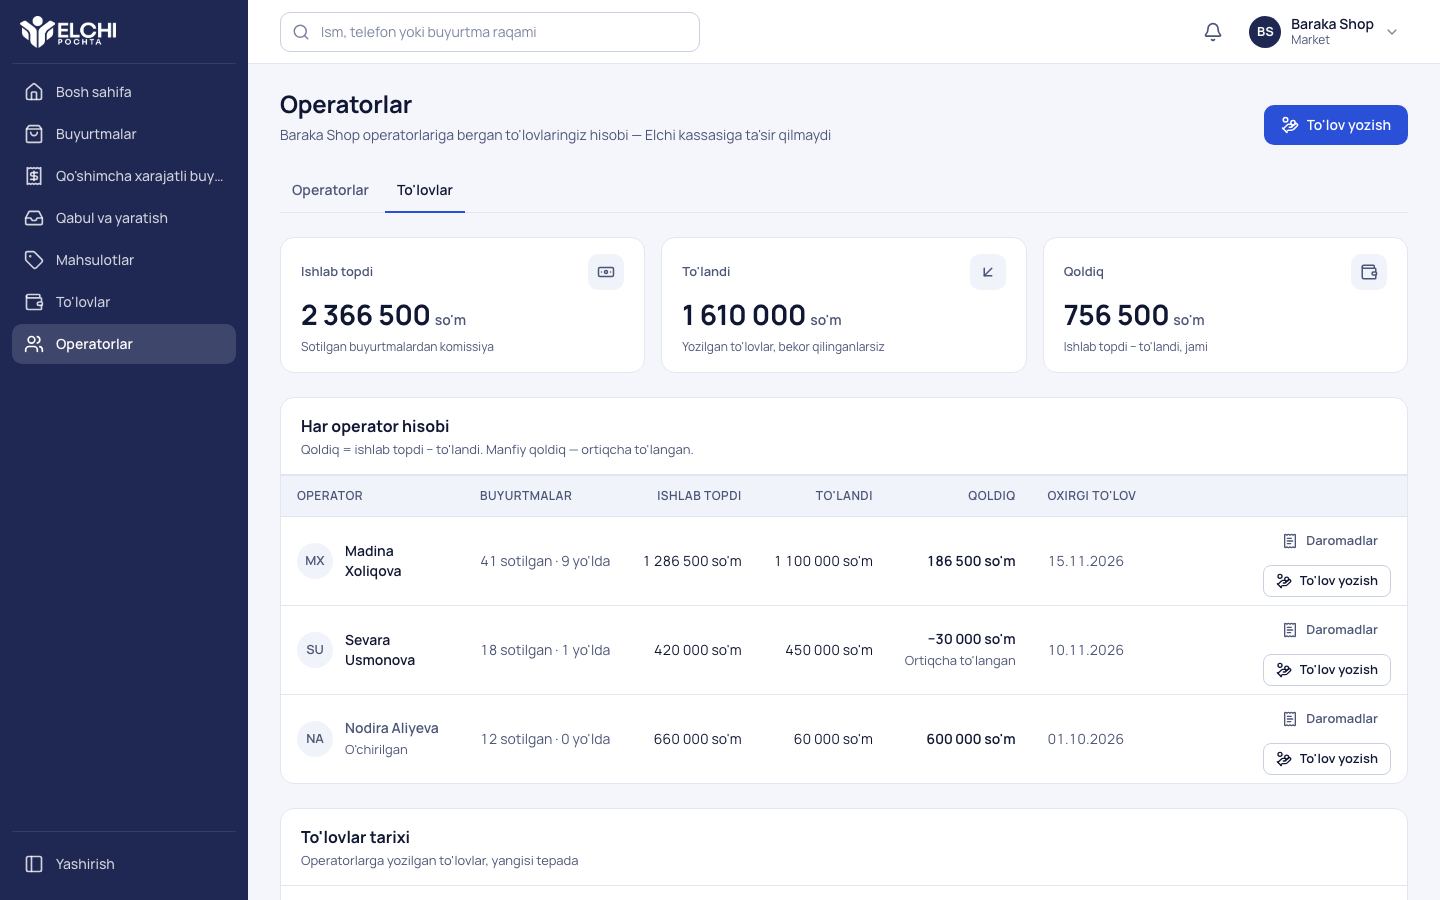 ELCHI
POCHTA
Ism, telefon yoki buyurtma raqami
BS
Baraka Shop
Market
Bosh sahifa
Buyurtmalar
Qo'shimcha xarajatli buy...
Qabul va yaratish
Mahsulotlar
To'lovlar
Operatorlar
Yashirish
Operatorlar
Baraka Shop operatorlariga bergan to'lovlaringiz hisobi — Elchi kassasiga ta'sir qilmaydi
To'lov yozish
Operatorlar To'lovlar
Ishlab topdi
2 366 500 so'm
Sotilgan buyurtmalardan komissiya
To'landi
1 610 000 so'm
Yozilgan to'lovlar, bekor qilinganlarsiz
Qoldiq
756 500 so'm
Ishlab topdi − to'landi, jami
Har operator hisobi
Qoldiq = ishlab topdi − to'landi. Manfiy qoldiq — ortiqcha to'langan.
OPERATOR BUYURTMALAR ISHLAB TOPDI TO'LANDI QOLDIQ OXIRGI TO'LOV
MX Madina Xoliqova 41 sotilgan · 9 yo'lda 1 286 500 so'm 1 100 000 so'm 186 500 so'm 15.11.2026
Daromadlar
To'lov yozish
SU Sevara Usmonova 18 sotilgan · 1 yo'lda 420 000 so'm 450 000 so'm −30 000 so'm 10.11.2026
Ortiqcha to'langan
Daromadlar
To'lov yozish
NA Nodira Aliyeva 12 sotilgan · 0 yo'lda 660 000 so'm 60 000 so'm 600 000 so'm 01.10.2026
O'chirilgan
Daromadlar
To'lov yozish
To'lovlar tarixi
Operatorlarga yozilgan to'lovlar, yangisi tepada